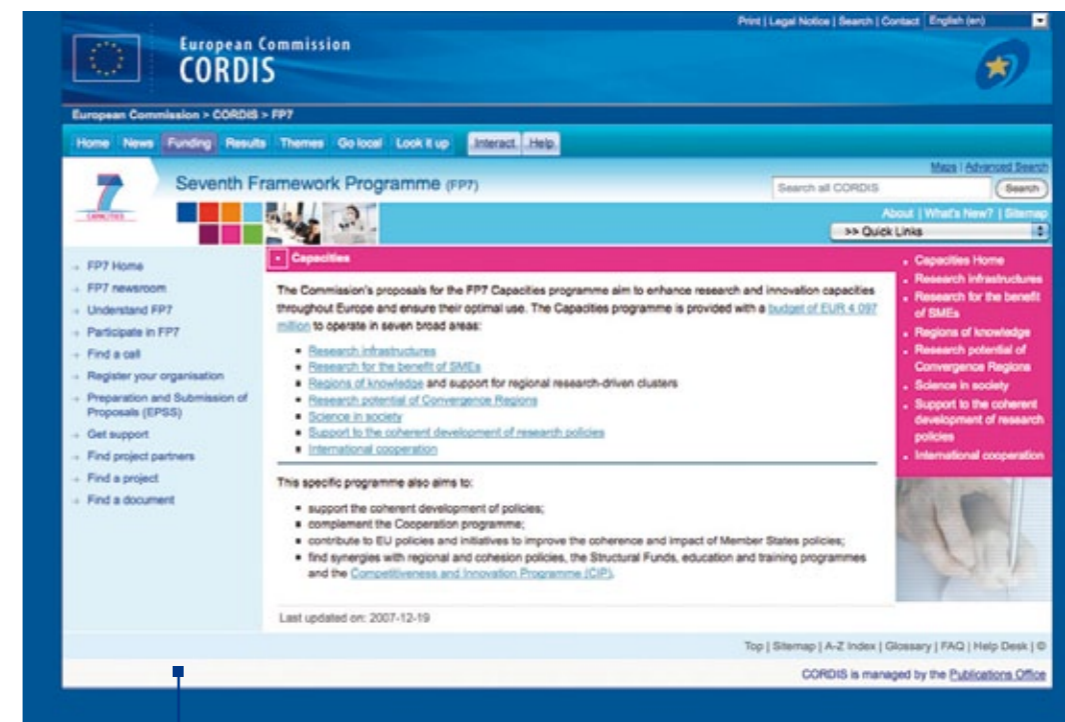 Print | Legal Notice | Search | Contact English (en)
European Commission
CORDIS
European Commission > CORDIS > FP7
Home News Funding Results Themes Go local Look it up Interact Help
Maps | Advanced Search
7
CAPACITIES
Seventh Framework Programme (FP7)
Search all CORDIS Search
About | What's New? | Sitemap
>> Quick Links
FP7 Home
FP7 newsroom
Understand FP7
Participate in FP7
Find a call
Register your organisation
Preparation and Submission of
Proposals (EPSS)
Get support
Find project partners
Find a project
Find a document
Capacities
The Commission's proposals for the FP7 Capacities programme aim to enhance research and innovation capacities
throughout Europe and ensure their optimal use. The Capacities programme is provided with a budget of EUR 4 097
million to operate in seven broad areas:
Research infrastructures
Research for the benefit of SMEs
Regions of knowledge and support for regional research-driven clusters
Research potential of Convergence Regions
Science in society
Support to the coherent development of research policies
International cooperation
This specific programme also aims to:
support the coherent development of policies;
complement the Cooperation programme;
contribute to EU policies and initiatives to improve the coherence and impact of Member States policies;
find synergies with regional and cohesion policies, the Structural Funds, education and training programmes
and the Competitiveness and Innovation Programme (CIP).
Last updated on: 2007-12-19
Capacities Home
Research infrastructures
Research for the benefit
of SMEs
Regions of knowledge
Research potential of
Convergence Regions
Science in society
Support to the coherent
development of research
policies
International cooperation
Top | Sitemap | A-Z Index | Glossary | FAQ | Help Desk | ©
CORDIS is managed by the Publications Office